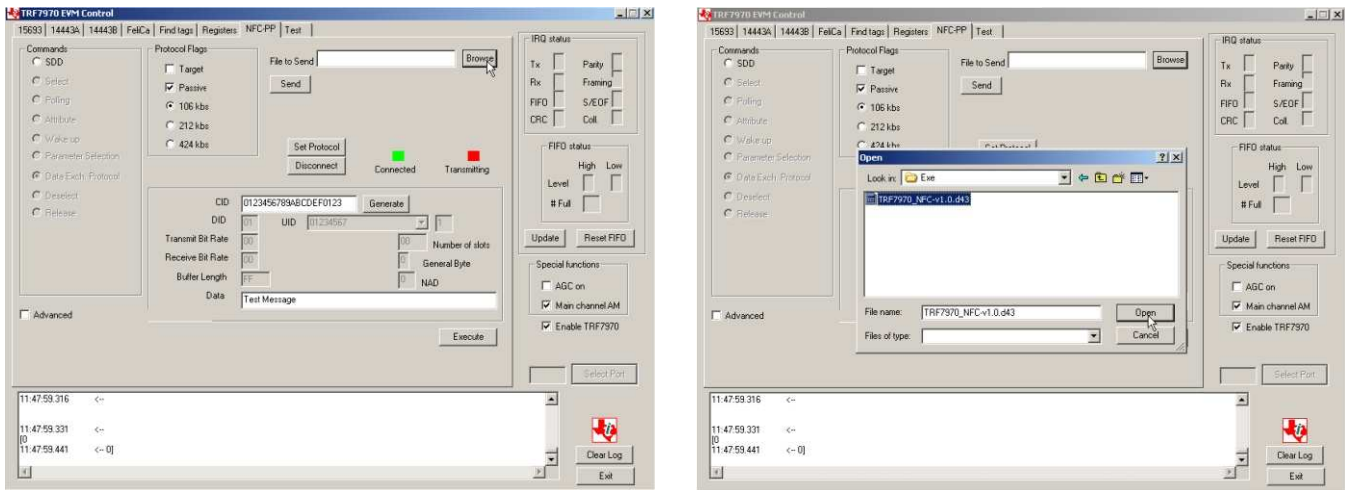 TRF7970 EVM Control
15693 14443A 14443B FeliCa Find tags Registers NFC-PP Test
Commands
SDD
Select
Polling
Attribute
Wake up
Parameter Selection
Data Exch. Protocol
Deselect
Release
Advanced
Protocol Flags
Target
Passive
106 kbs
212 kbs
424 kbs
File to Send Browse
Send
Set Protocol
Disconnect
Connected Transmitting
CID 0123456789ABCDEF0123 Generate
DID 01 UID 01234567 1
Transmit Bit Rate 00 00 Number of slots
Receive Bit Rate 00 0 General Byte
Buffer Length FF 0 NAD
Data Test Message
Execute
IRQ status
Tx Parity
Rx Framing
FIFO S/EOF
CRC Coll.
FIFO status
High Low
Level
# Full
Update Reset FIFO
Special functions
AGC on
Main channel AM
Enable TRF7970
Select Port
11:47:59.316 <--
11:47:59.331 <--
[0
11:47:59.441 <-- 0]
Clear Log
Exit
TRF7970 EVM Control
15693 14443A 14443B FeliCa Find tags Registers NFC-PP Test
Commands
SDD
Select
Polling
Attribute
Wake up
Parameter Selection
Data Exch. Protocol
Deselect
Release
Advanced
Protocol Flags
Target
Passive
106 kbs
212 kbs
424 kbs
File to Send Browse
Send
Set Protocol
Open
Look in: Exe
TRF7970_NFC-v1.0.d43
File name: TRF7970_NFC-v1.0.d43 Open
Files of type: Cancel
IRQ status
Tx Parity
Rx Framing
FIFO S/EOF
CRC Coll.
FIFO status
High Low
Level
# Full
Update Reset FIFO
Special functions
AGC on
Main channel AM
Enable TRF7970
Select Port
11:47:59.316 <--
11:47:59.331 <--
[0
11:47:59.441 <-- 0]
Clear Log
Exit